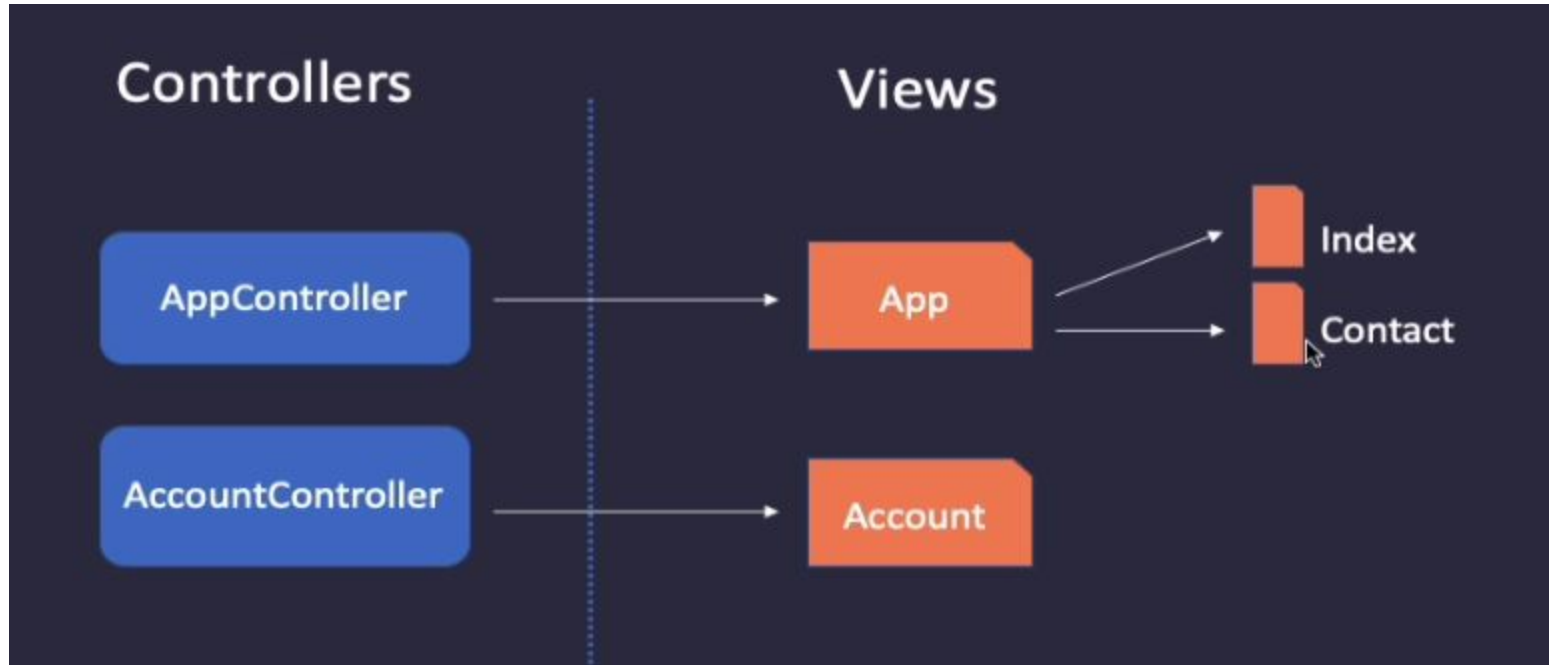 Controllers
Views
AppController
App
Index
Contact
AccountController
Account